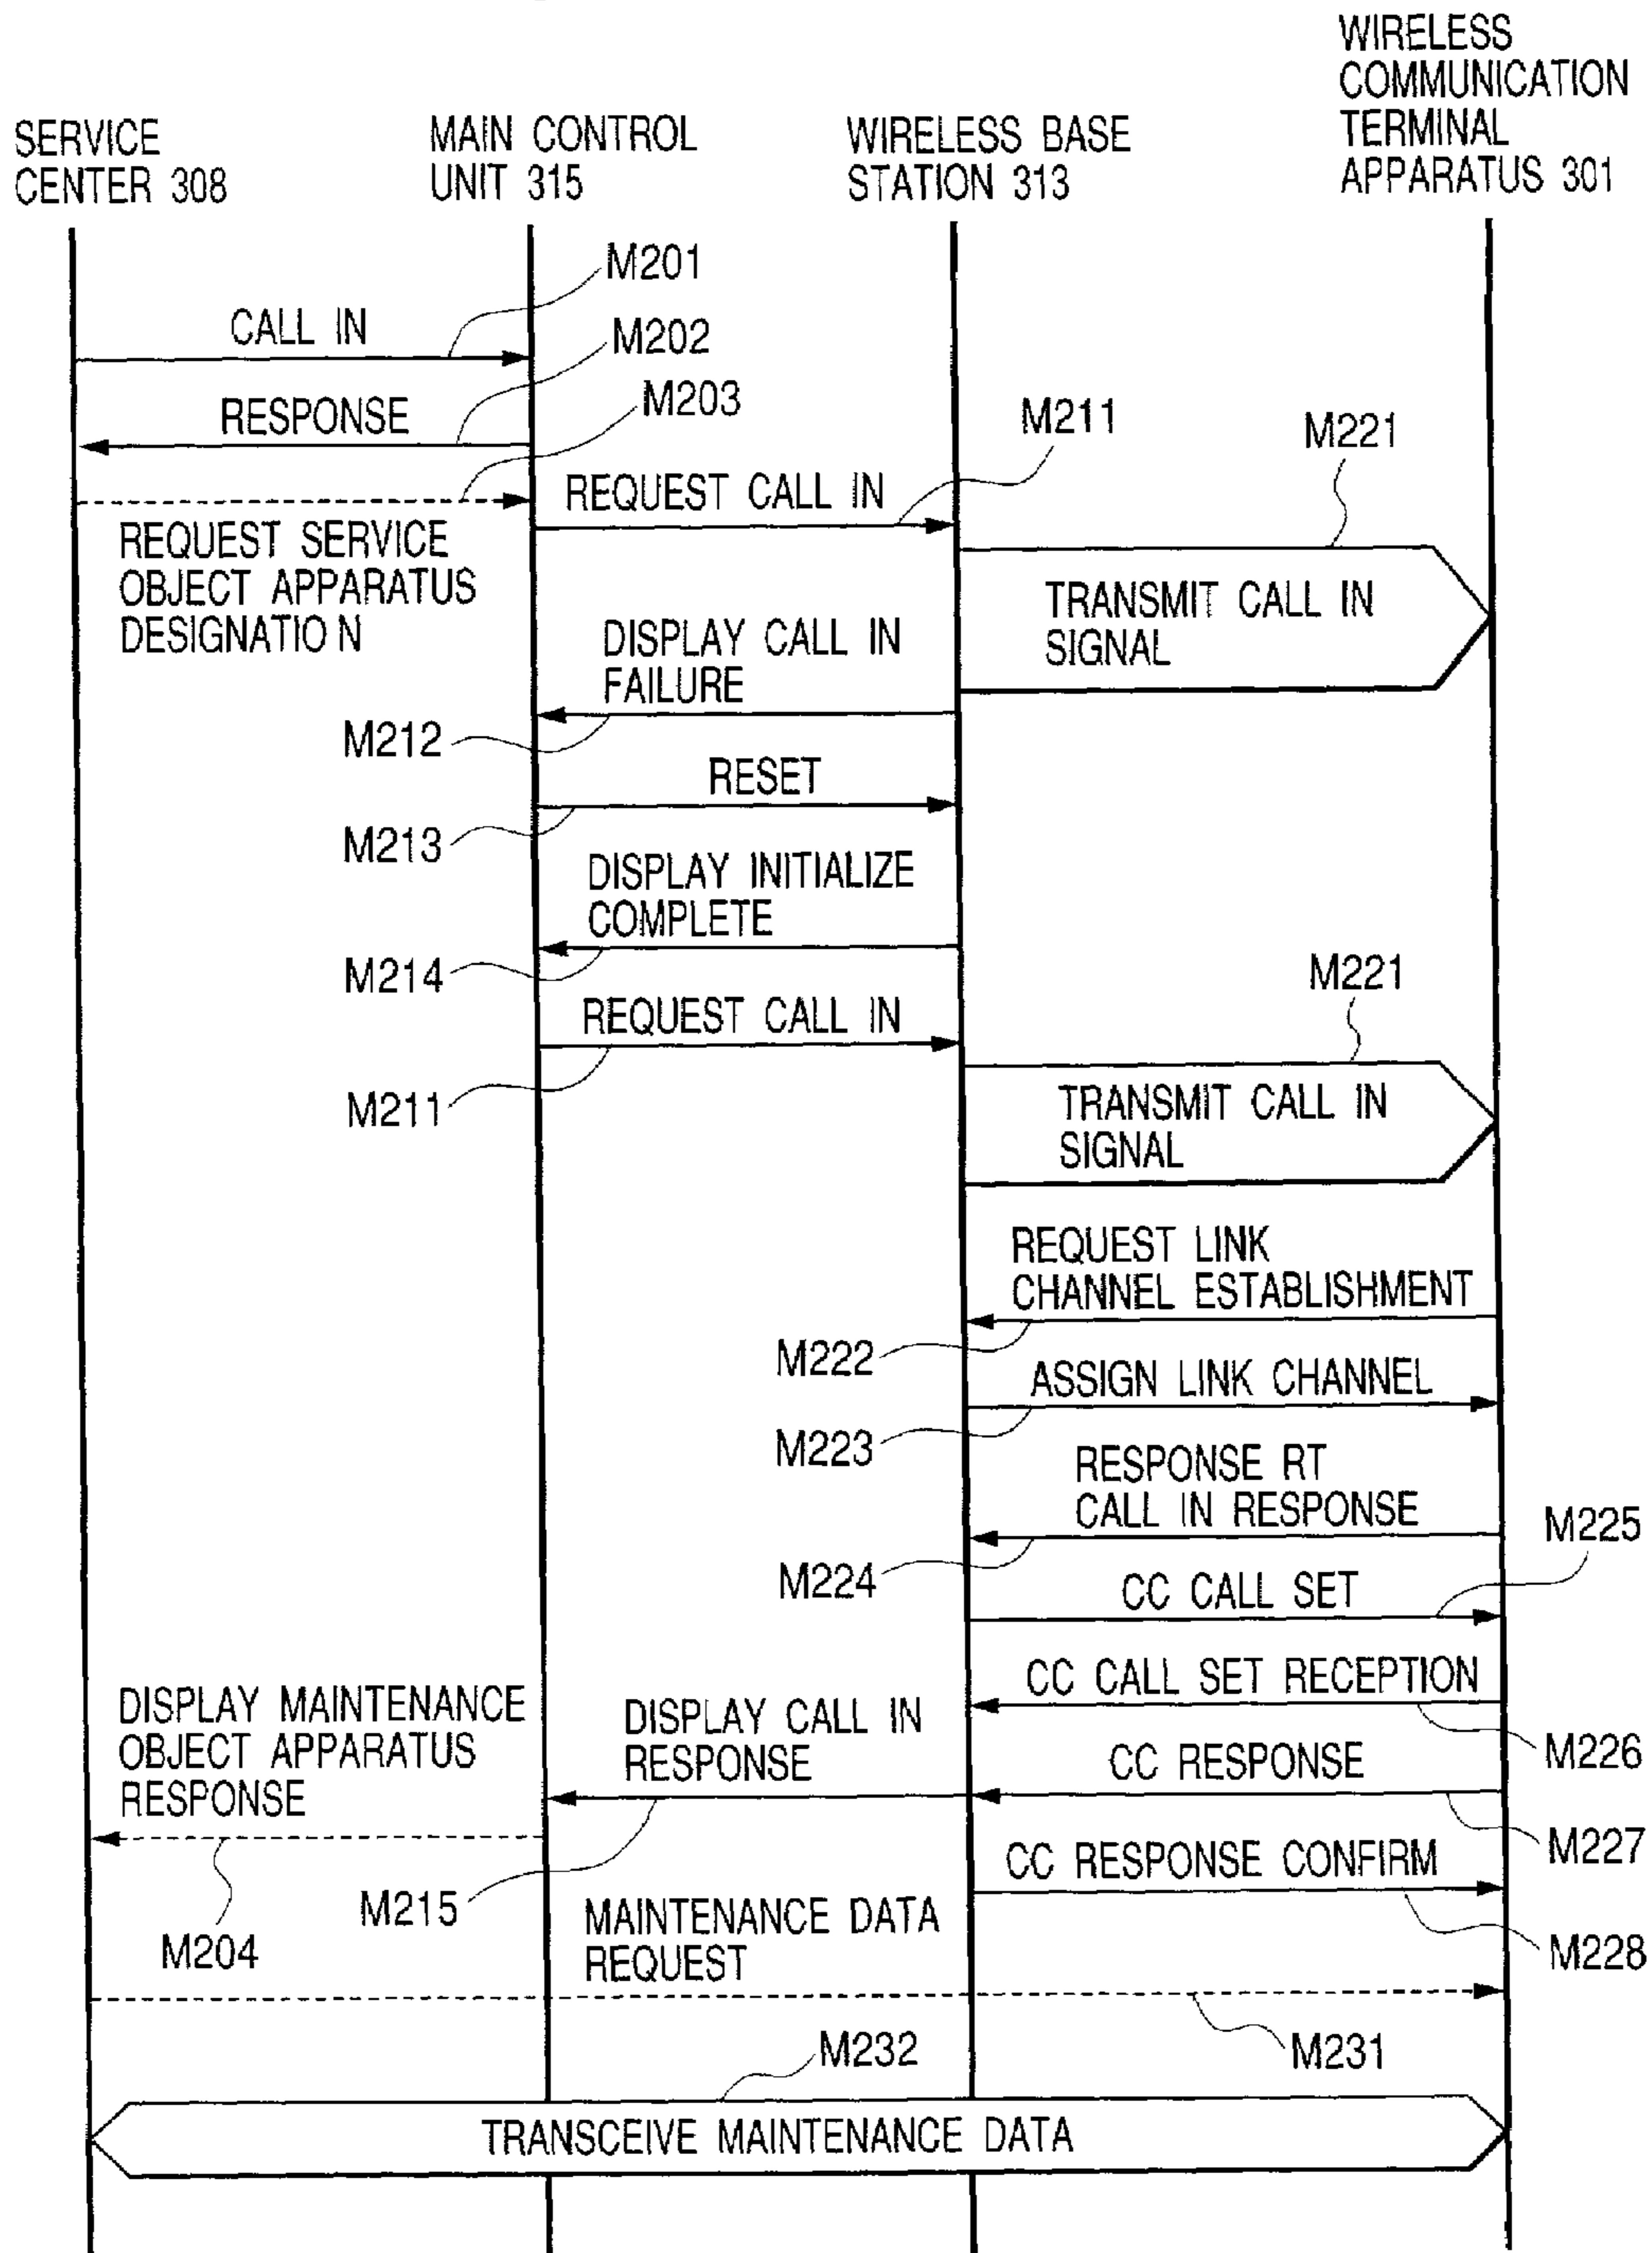 WIRELESS
COMMUNICATION
TERMINAL
APPARATUS 301
SERVICE
CENTER 308
MAIN CONTROL
UNIT 315
WIRELESS BASE
STATION 313
M201
CALL IN
M202
RESPONSE
M203
M211
M221
REQUEST CALL IN
REQUEST SERVICE
OBJECT APPARATUS
DESIGNATIO N
TRANSMIT CALL IN
SIGNAL
DISPLAY CALL IN
FAILURE
M212
RESET
M213
DISPLAY INITIALIZE
COMPLETE
M214
M221
REQUEST CALL IN
M211
TRANSMIT CALL IN
SIGNAL
REQUEST LINK
CHANNEL ESTABLISHMENT
M222
ASSIGN LINK CHANNEL
M223
RESPONSE RT
CALL IN RESPONSE
M225
M224
CC CALL SET
CC CALL SET RECEPTION
DISPLAY MAINTENANCE
OBJECT APPARATUS
RESPONSE
DISPLAY CALL IN
RESPONSE
M226
CC RESPONSE
M227
CC RESPONSE CONFIRM
M215
M204
MAINTENANCE DATA
REQUEST
M228
M232
M231
TRANSCEIVE MAINTENANCE DATA